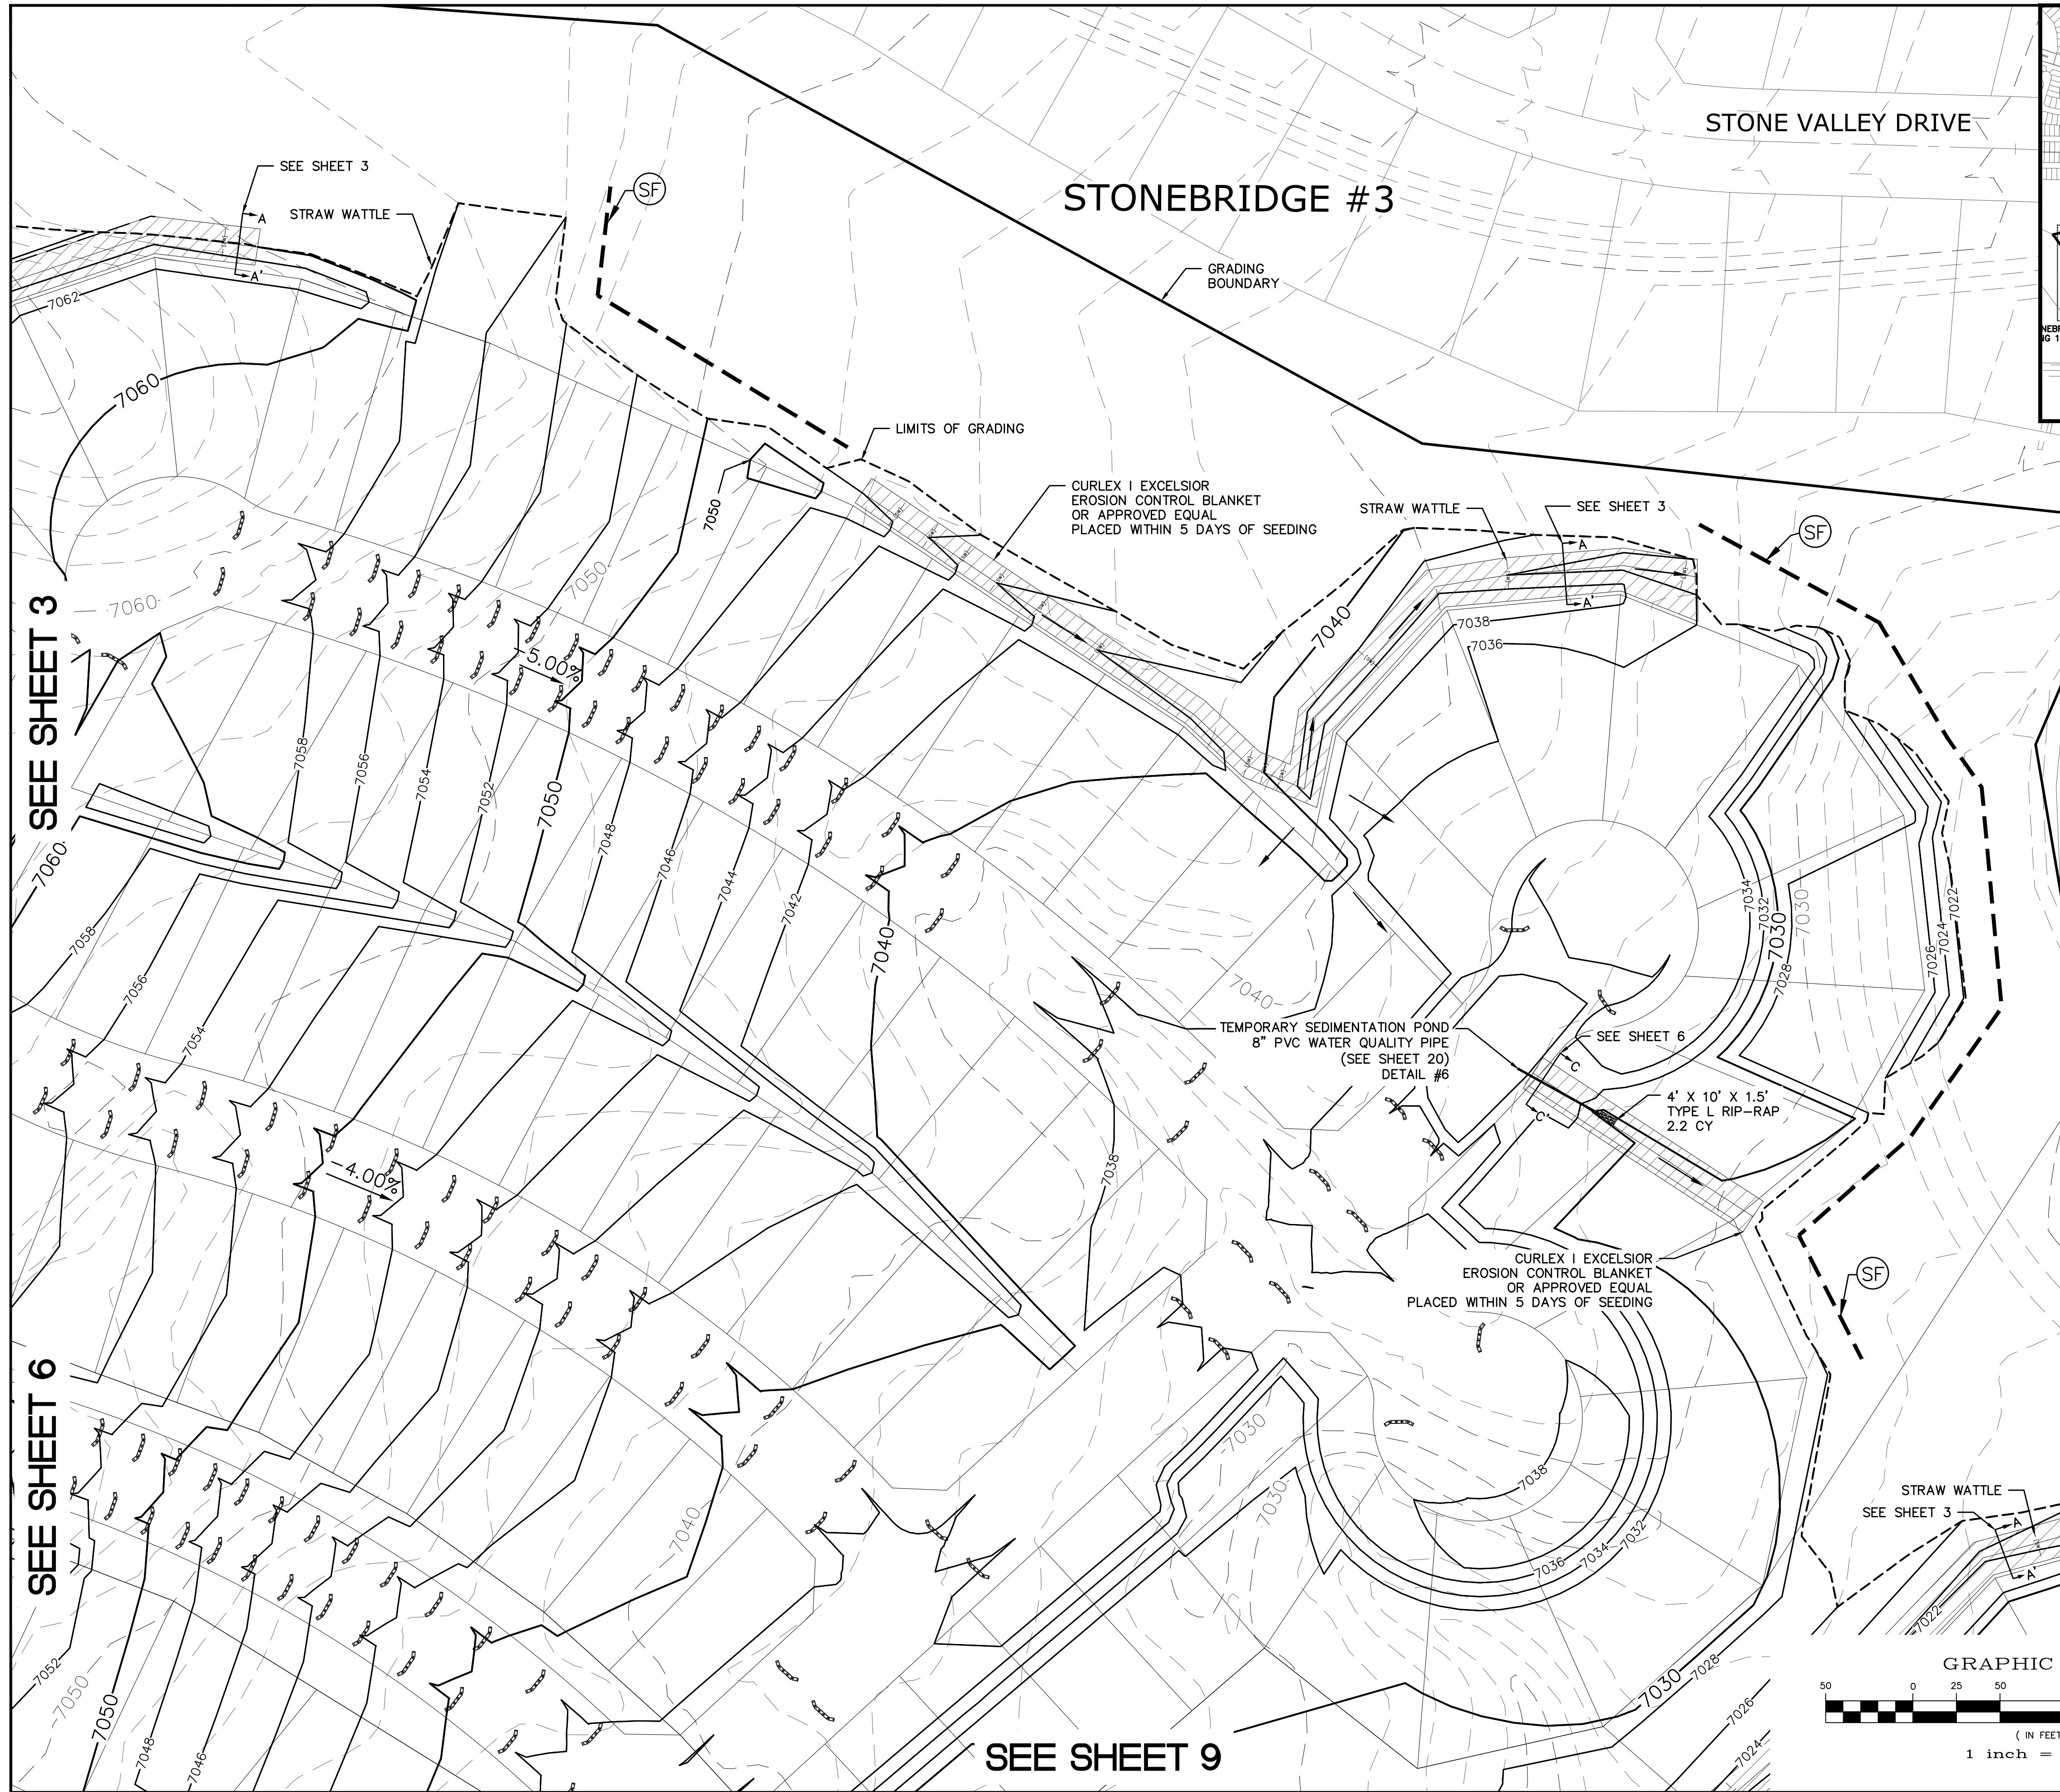 STONE VALLEY DRIVE
STONEBRIDGE #3
SEE SHEET 3
A
STRAW WATTLE
A'
SF
GRADING
BOUNDARY
7062
7060
LIMITS OF GRADING
7050
CURLEX I EXCELSIOR
EROSION CONTROL BLANKET
OR APPROVED EQUAL
PLACED WITHIN 5 DAYS OF SEEDING
STRAW WATTLE
SEE SHEET 3
A
A'
SF
7050
7060
7040
7038
7036
SEE SHEET 3
5.00%
7058
7056
7054
7052
7050
7048
7046
7044
7042
7040
7060
7058
7056
7054
7034
7032
7030
7030
7028
7026
7024
7022
7040
TEMPORARY SEDIMENTATION POND
8" PVC WATER QUALITY PIPE
(SEE SHEET 20)
DETAIL #6
SEE SHEET 6
C
C'
4' X 10' X 1.5'
TYPE L RIP-RAP
2.2 CY
7038
-4.00%
CURLEX I EXCELSIOR
EROSION CONTROL BLANKET
OR APPROVED EQUAL
PLACED WITHIN 5 DAYS OF SEEDING
SF
SEE SHEET 6
7030
7030
7038
7036
7034
7032
7040
STRAW WATTLE
SEE SHEET 3
A
A'
7022
7052
7050
7050
7048
7046
7030
7028
7026
7024
SEE SHEET 9
GRAPHIC
50 0 25 50
( IN FEET
1 inch =